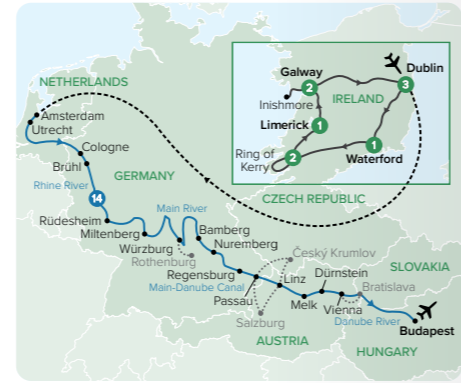 NETHERLANDS
Amsterdam
Utrecht
Cologne
Brühl
Rhine River
GERMANY
14
Main River
Rüdesheim
Miltenberg
Würzburg
Rothenburg
Bamberg
Nuremberg
Regensburg
Main-Danube Canal
Passau
Salzburg
CZECH REPUBLIC
Český Krumlov
Linz
Melk
Dürnstein
Vienna
SLOVAKIA
Bratislava
Danube River
Budapest
AUSTRIA
HUNGARY
Galway
2
Inishmore
IRELAND
Dublin
3
Limerick
1
Ring of
Kerry
2
1
Waterford